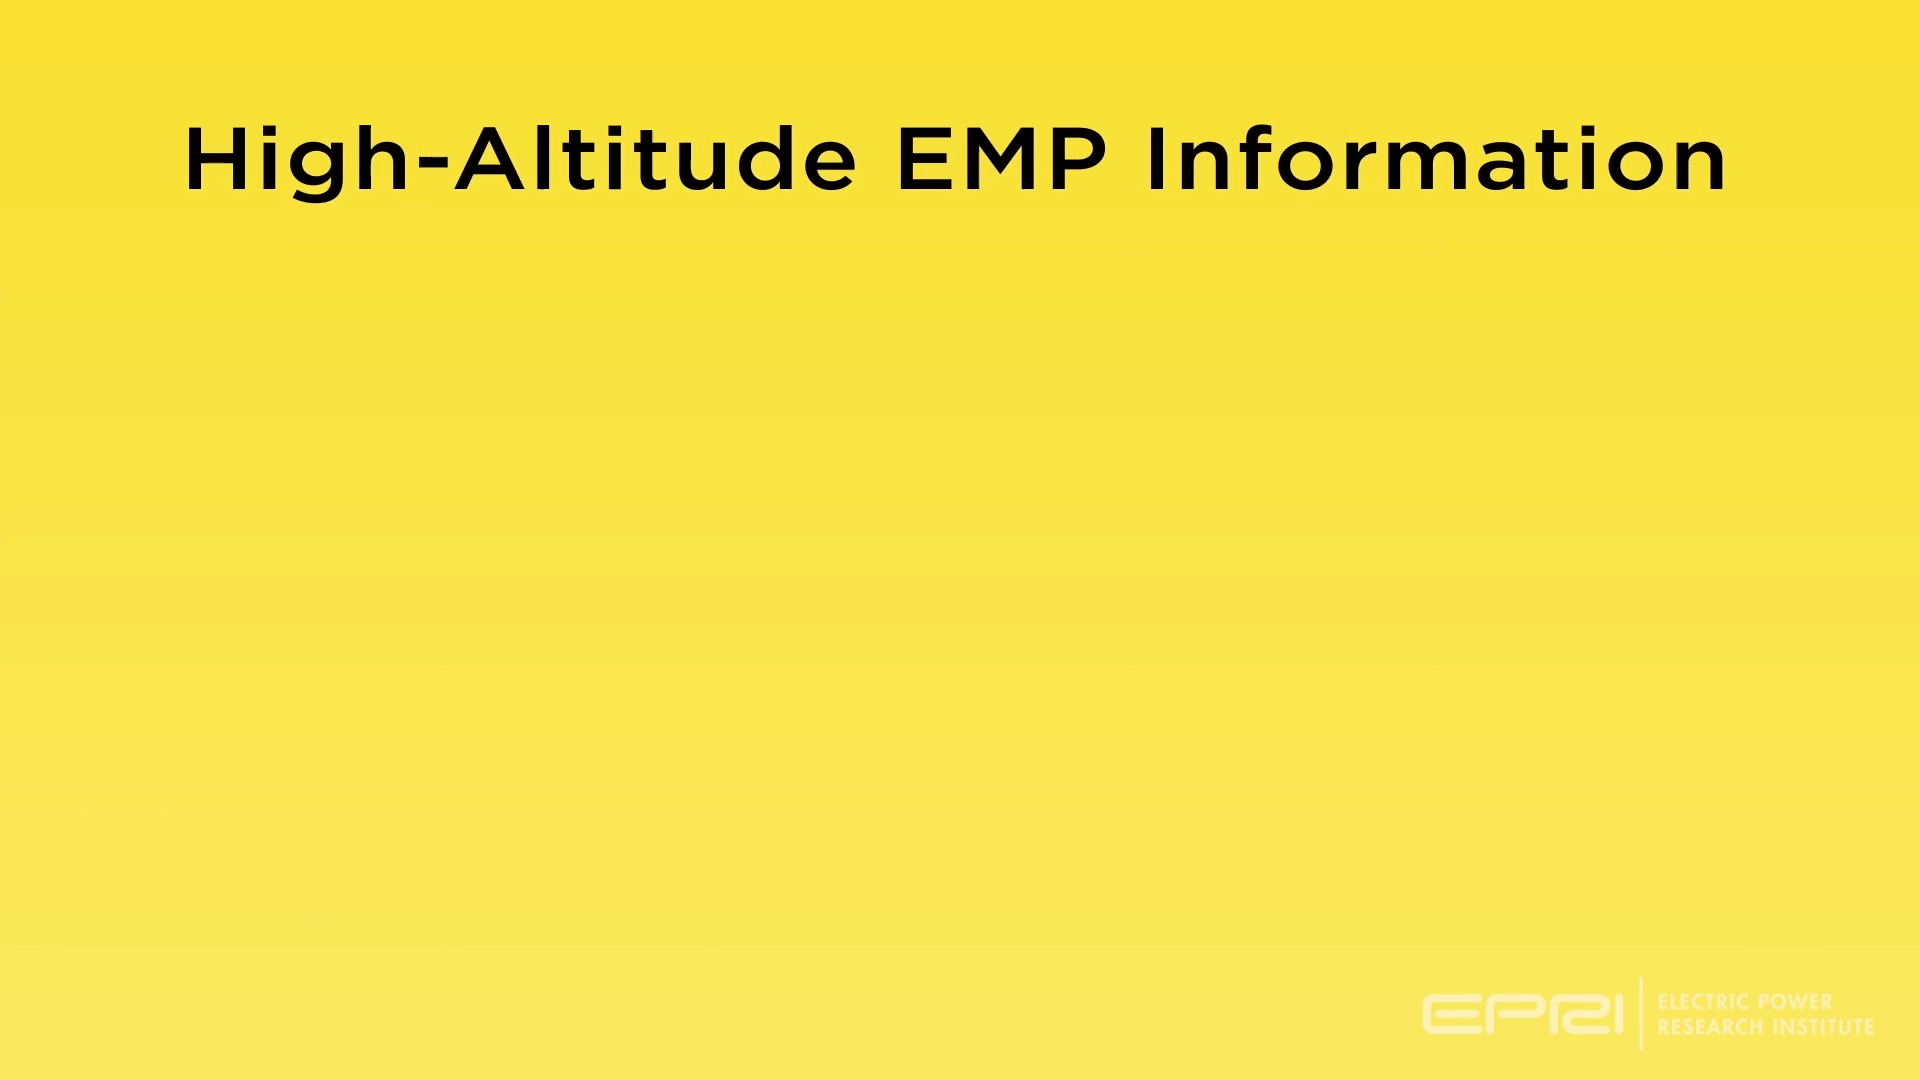 High-Altitude EMP Information
EPRI
ELECTRIC POWER
RESEARCH INSTITUTE